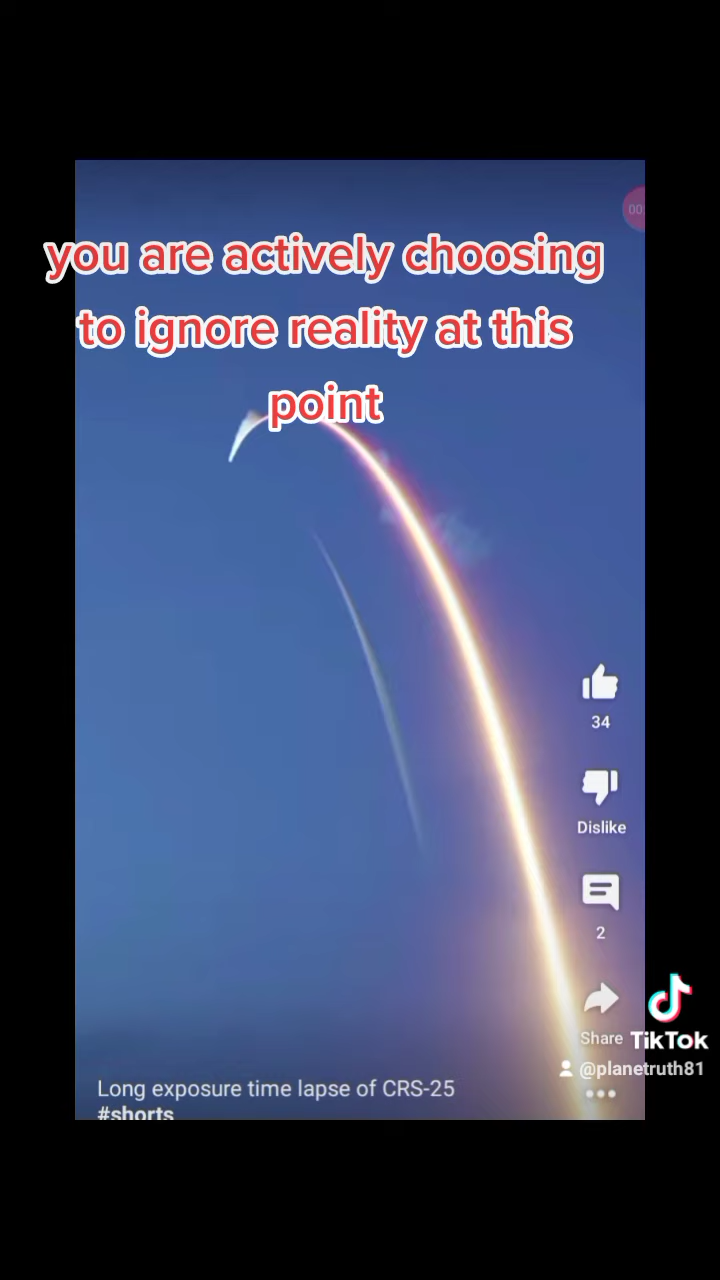 00:
you are actively choosing
to ignore reality at this
point
34
Dislike
2
Share
TikTok
@planetruth81
Long exposure time lapse of CRS-25
#shorts